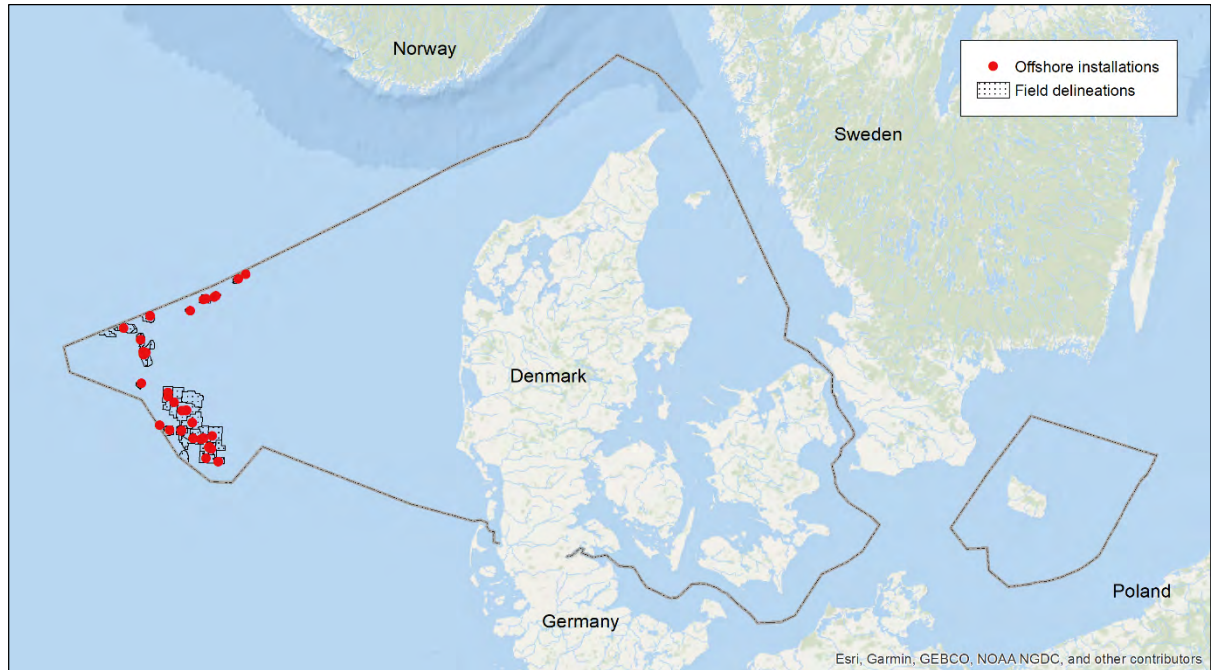 Norway
Offshore installations
Field delineations
Sweden
Denmark
Poland
Germany
Esri, Garmin, GEBCO, NOAA NGDC, and other contributors